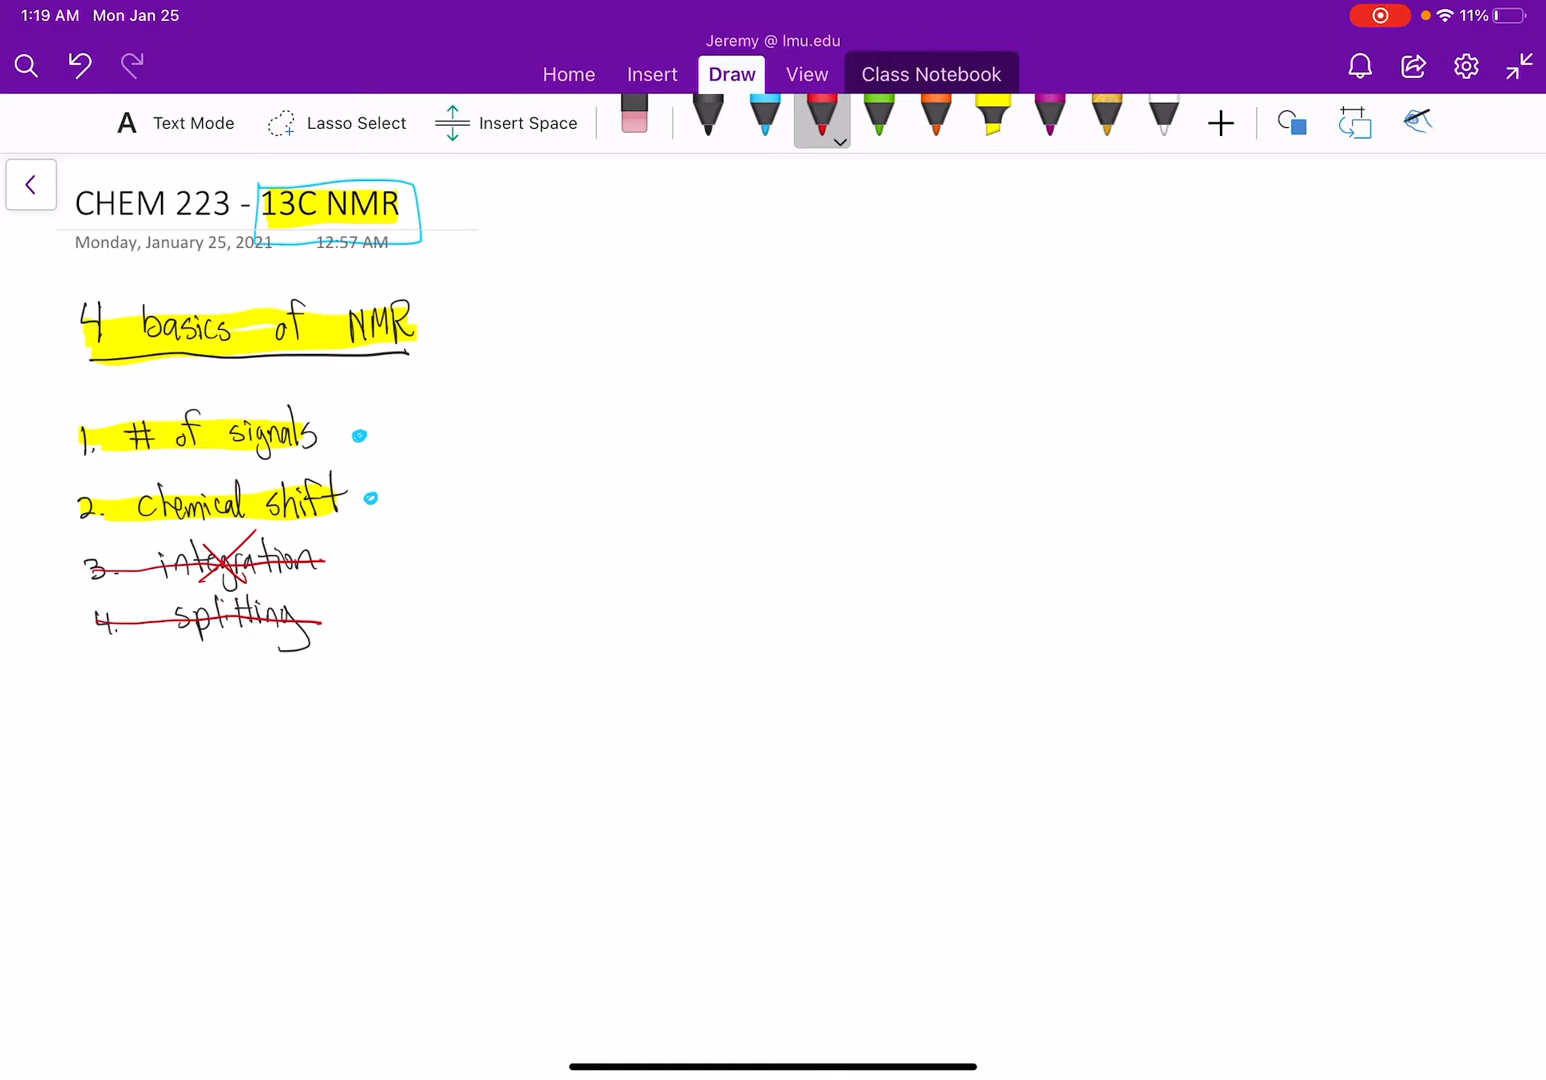 1:19 AM Mon Jan 25
11%
Jeremy @ lmu.edu
Home Insert Draw View Class Notebook
A Text Mode Lasso Select Insert Space
CHEM 223 - 13C NMR
Monday, January 25, 2021 12:57 AM
4 basics of NMR
1. # of signals
2. chemical shift
3. integration
4. splitting